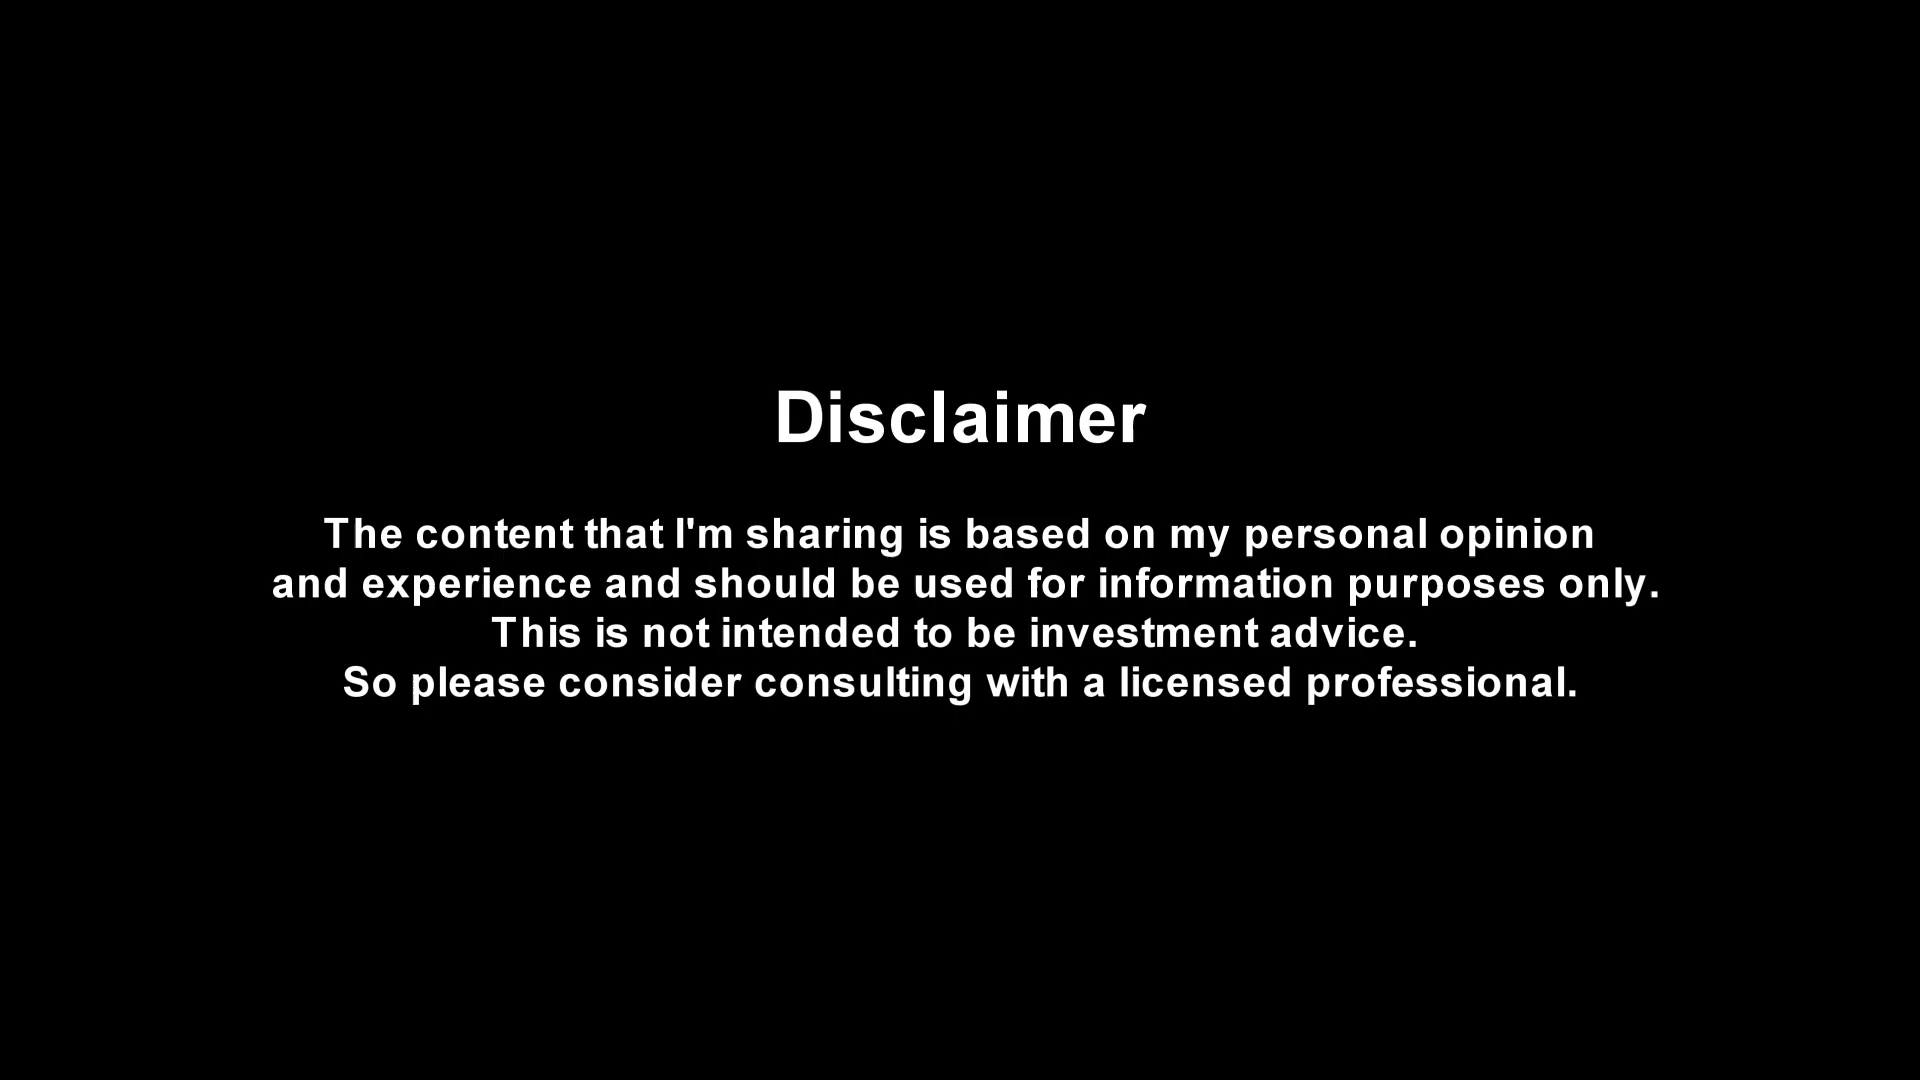 Disclaimer
The content that I'm sharing is based on my personal opinion
and experience and should be used for information purposes only.
This is not intended to be investment advice.
So please consider consulting with a licensed professional.